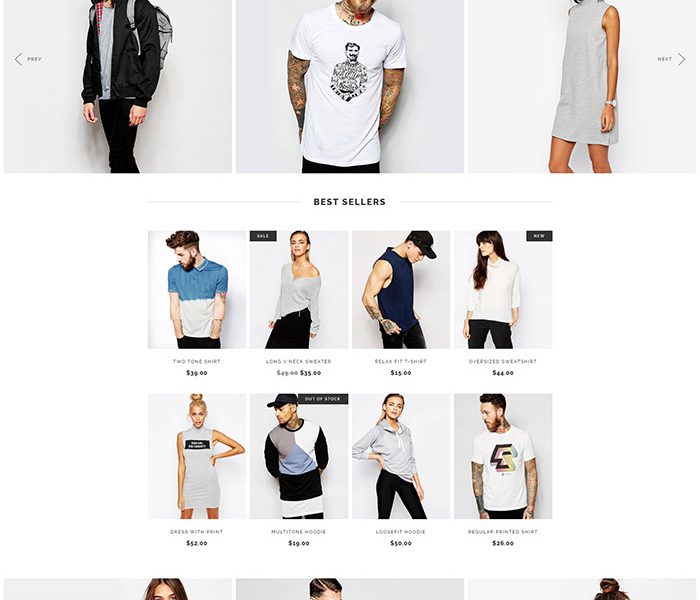 PREV
NEXT
BEST SELLERS
SALE
NEW
TWO TONE SHIRT
LONG V NECK SWEATER
RELAX FIT T-SHIRT
OVERSIZED SWEATSHIRT
$39.00
$49.00 $35.00
$15.00
$44.00
OUT OF STOCK
DRESS WITH PRINT
MULTITONE HOODIE
LOOSEFIT HOODIE
REGULAR PRINTED SHIRT
$52.00
$19.00
$50.00
$26.00